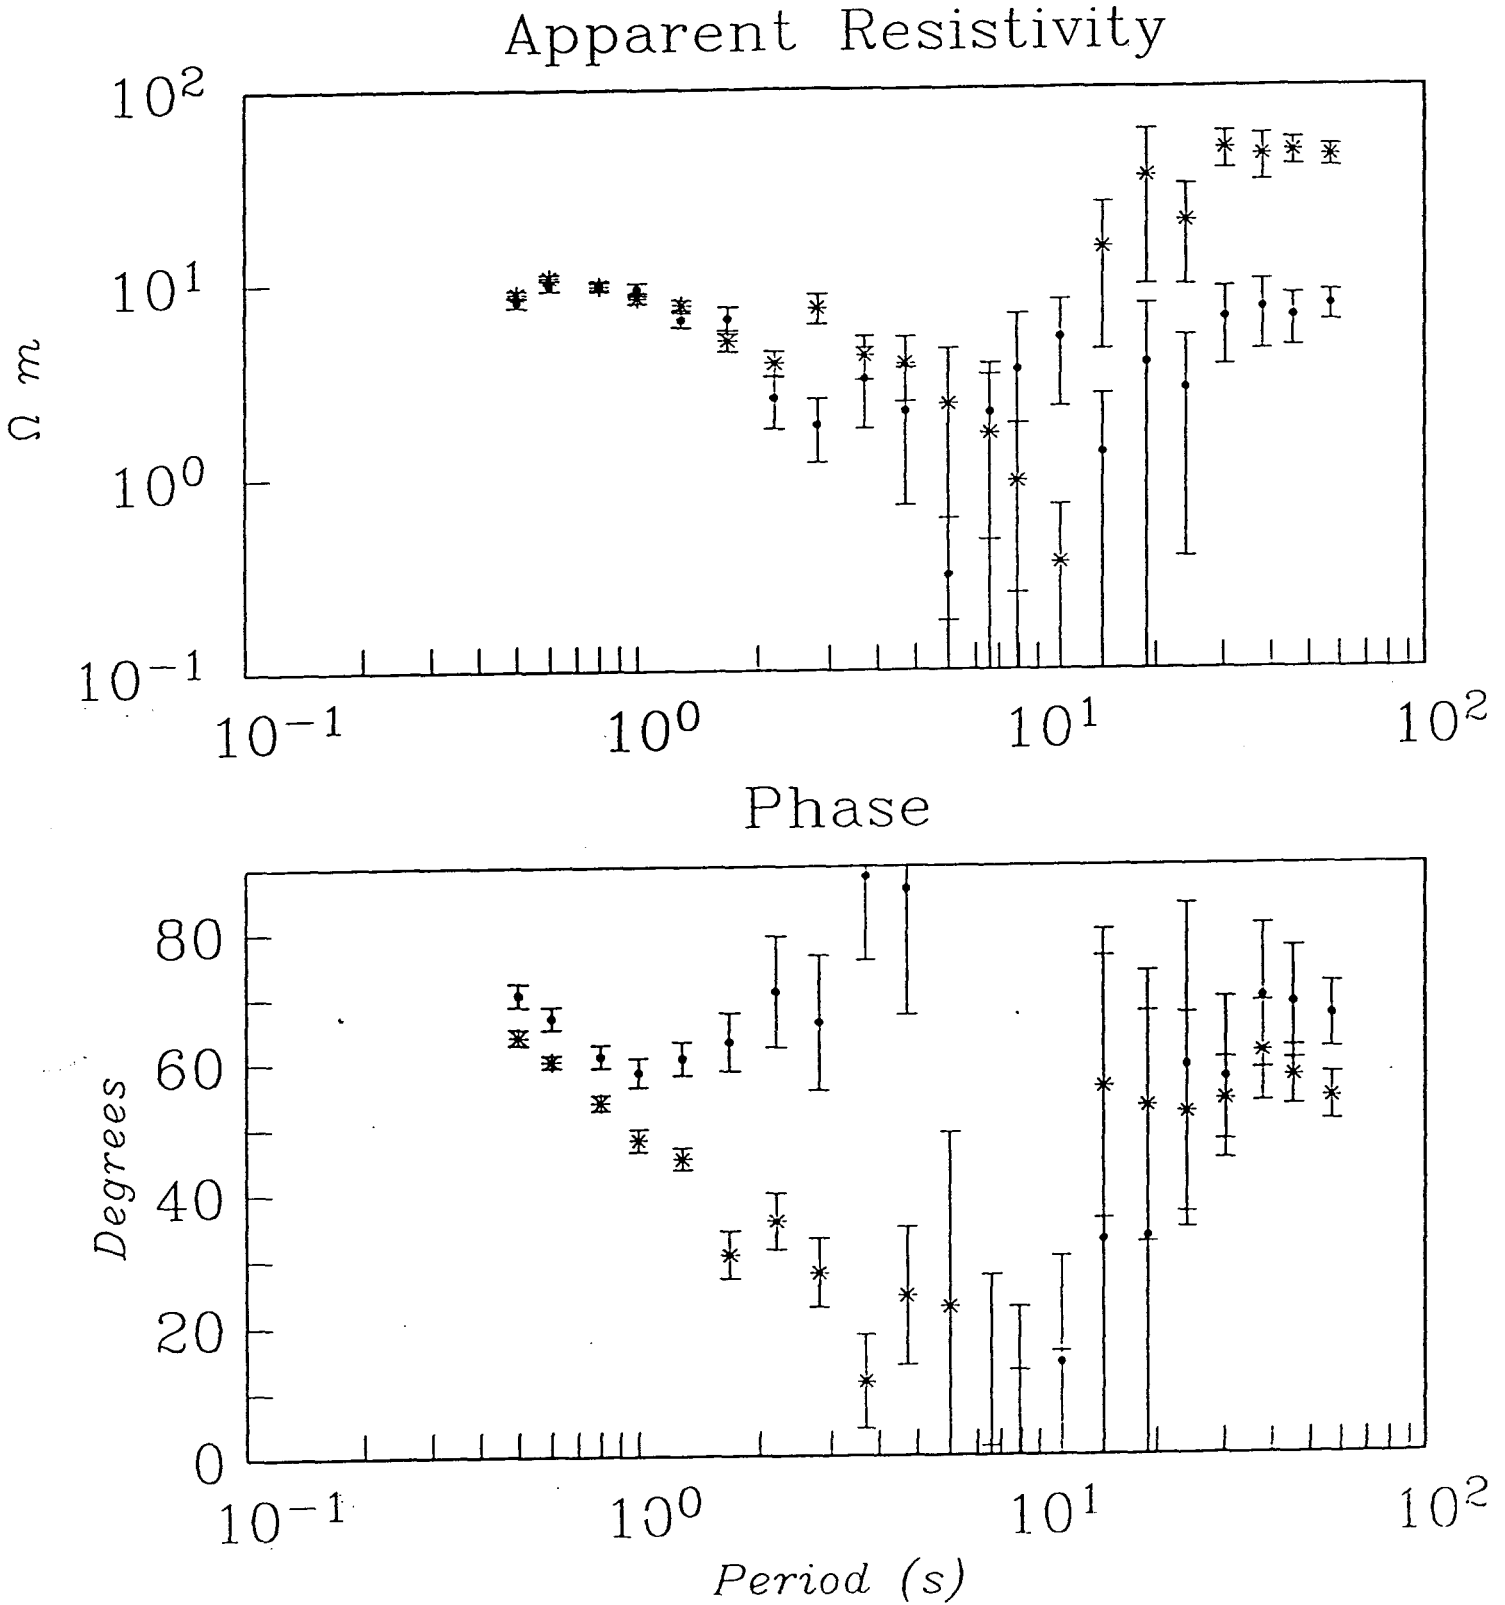 Apparent Resistivity
10²
10¹
Ω m
10⁰
10⁻¹
10⁻¹ 10⁰ 10¹ 10²
Phase
80
60
Degrees
40
20
0
10⁻¹ 10⁰ 10¹ 10²
Period (s)